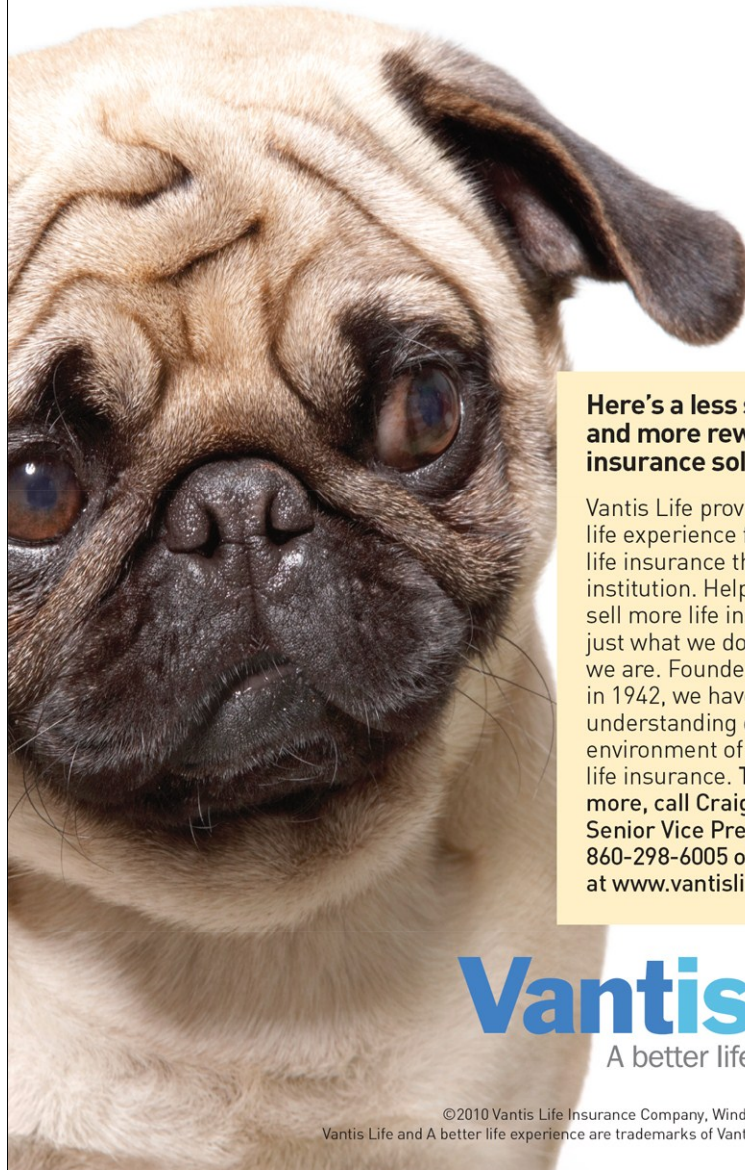 Here's a less s
and more rew
insurance sol
Vantis Life prov
life experience f
life insurance th
institution. Help
sell more life in
just what we do
we are. Founde
in 1942, we hav
understanding o
environment of
life insurance. T
more, call Craig
Senior Vice Pre
860-298-6005 o
at www.vantisli
Vantis
A better life
©2010 Vantis Life Insurance Company, Wind
Vantis Life and A better life experience are trademarks of Vant